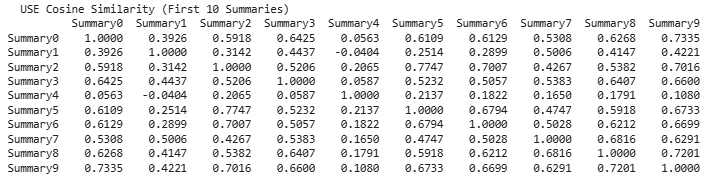 USE Cosine Similarity (First 10 Summaries)
Summary0 Summary1 Summary2 Summary3 Summary4 Summary5 Summary6 Summary7 Summary8 Summary9
Summary0 1.0000 0.3926 0.5918 0.6425 0.0563 0.6109 0.6129 0.5308 0.6268 0.7335
Summary1 0.3926 1.0000 0.3142 0.4437 -0.0404 0.2514 0.2899 0.5006 0.4147 0.4221
Summary2 0.5918 0.3142 1.0000 0.5206 0.2065 0.7747 0.7007 0.4267 0.5382 0.7016
Summary3 0.6425 0.4437 0.5206 1.0000 0.0587 0.5232 0.5057 0.5383 0.6407 0.6600
Summary4 0.0563 -0.0404 0.2065 0.0587 1.0000 0.2137 0.1822 0.1650 0.1791 0.1080
Summary5 0.6109 0.2514 0.7747 0.5232 0.2137 1.0000 0.6794 0.4747 0.5918 0.6733
Summary6 0.6129 0.2899 0.7007 0.5057 0.1822 0.6794 1.0000 0.5028 0.6212 0.6699
Summary7 0.5308 0.5006 0.4267 0.5383 0.1650 0.4747 0.5028 1.0000 0.6816 0.6291
Summary8 0.6268 0.4147 0.5382 0.6407 0.1791 0.5918 0.6212 0.6816 1.0000 0.7201
Summary9 0.7335 0.4221 0.7016 0.6600 0.1080 0.6733 0.6699 0.6291 0.7201 1.0000